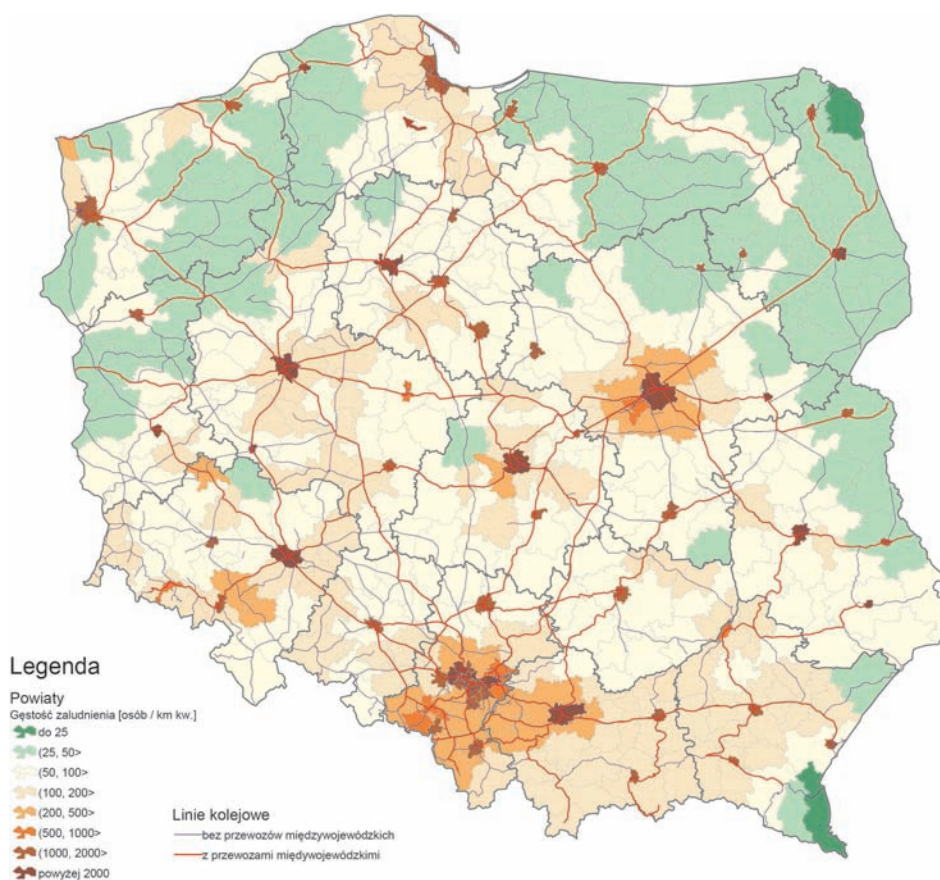 Legenda
Powiaty
Gęstość zaludnienia [osób / km kw.]
do 25
(25, 50>
(50, 100>
(100, 200>
(200, 500>
(500, 1000>
(1000, 2000>
powyżej 2000
Linie kolejowe
bez przewozów międzywojewódzkich
z przewozami międywojewódzkimi